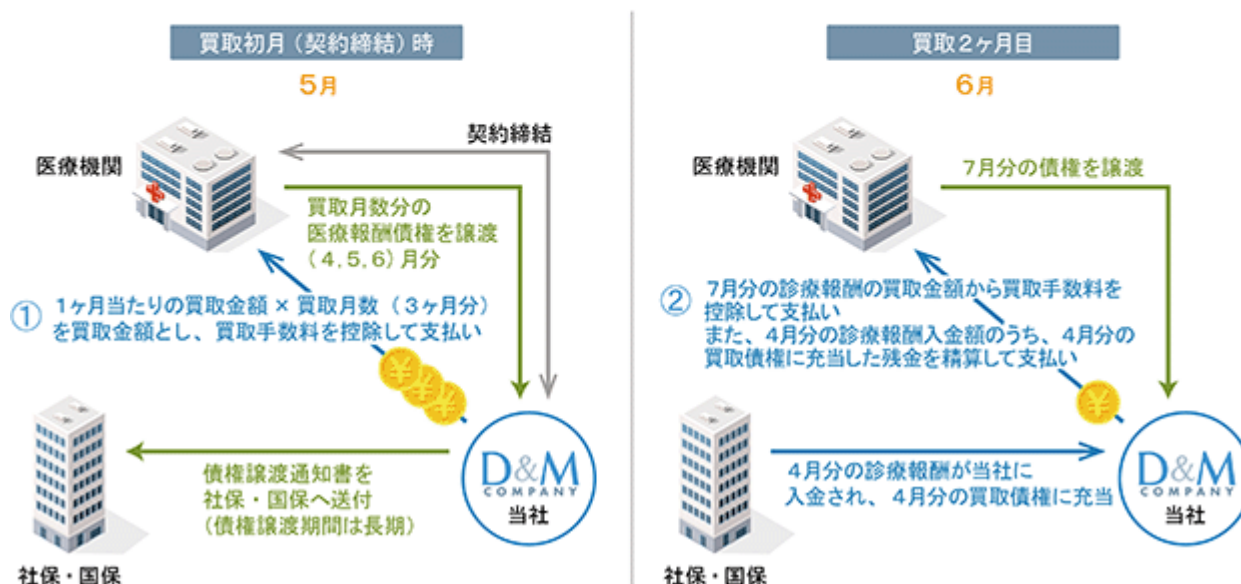 買取初月（契約締結）時
5月
契約締結
医療機関
買取月数分の
医療報酬債権を譲渡
(4,5,6)月分
① 1ヶ月当たりの買取金額 × 買取月数（3ヶ月分）
を買取金額とし、買取手数料を控除して支払い
債権譲渡通知書を
社保・国保へ送付
(債権譲渡期間は長期)
D&M
COMPANY
当社
社保・国保
買取2ヶ月目
6月
医療機関
7月分の債権を譲渡
② 7月分の診療報酬の買取金額から買取手数料を
控除して支払い
また、4月分の診療報酬入金額のうち、4月分の
買取債権に充当した残金を精算して支払い
4月分の診療報酬が当社に
入金され、4月分の買取債権に充当
D&M
COMPANY
当社
社保・国保